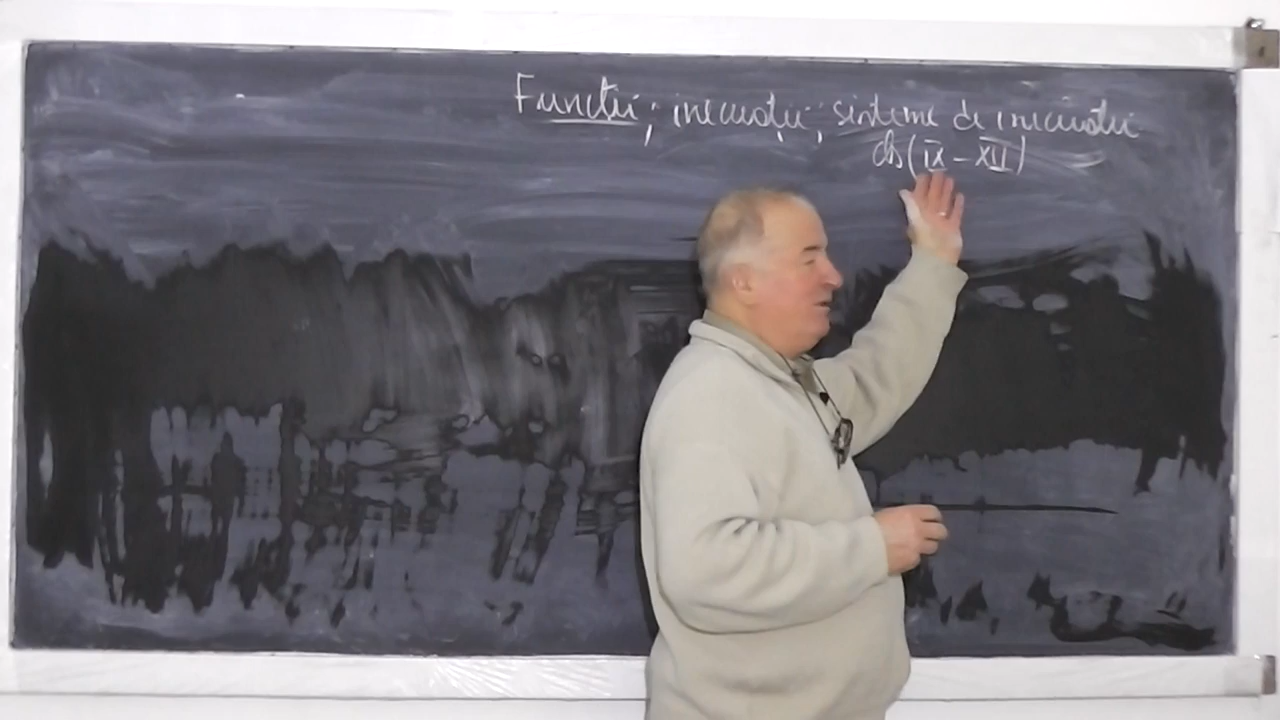 Funcții; inecuații; sisteme de inecuații
cls (IX – XII)